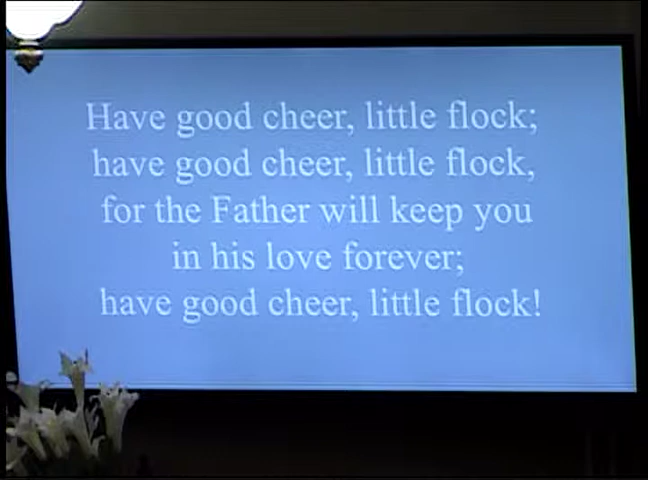 Have good cheer, little flock;
have good cheer, little flock,
for the Father will keep you
in his love forever;
have good cheer, little flock!